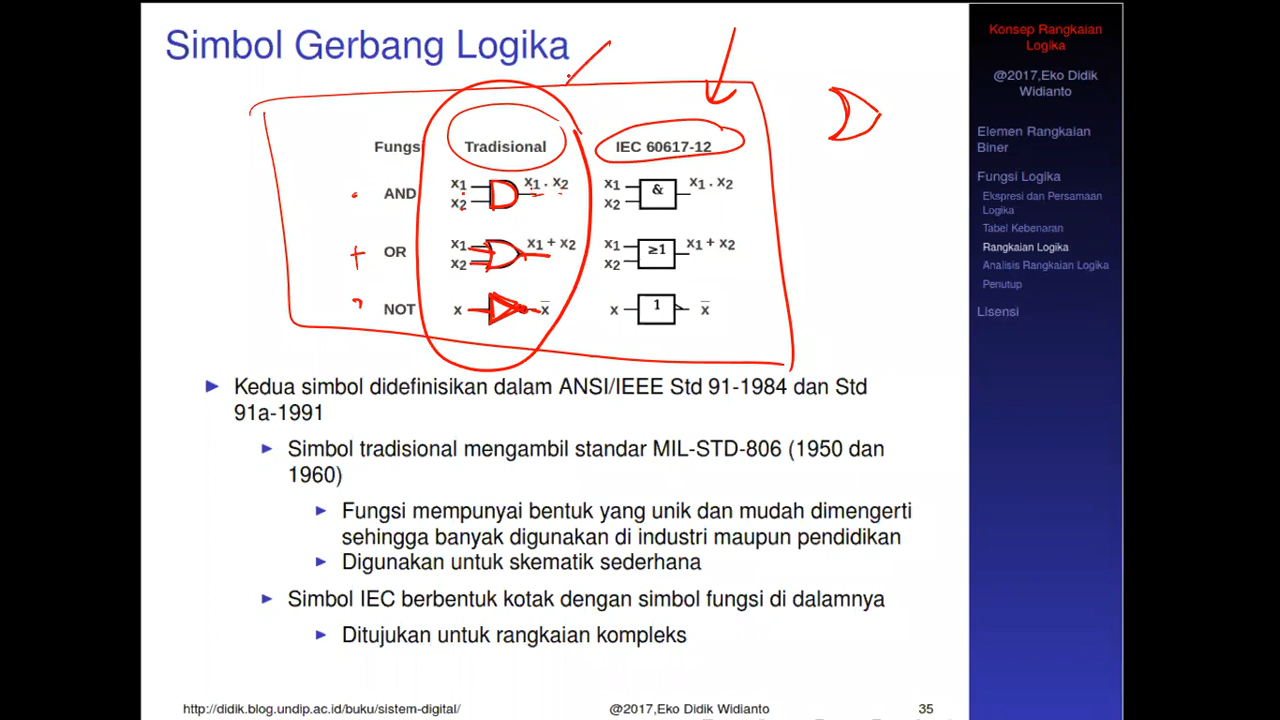 Simbol Gerbang Logika
Fungsi Tradisional IEC 60617-12
AND x1 x2 x1 . x2 x1 x2 & x1 . x2
OR x1 x2 x1 + x2 x1 x2 ≥1 x1 + x2
NOT x x̅ x 1 x̅
Kedua simbol didefinisikan dalam ANSI/IEEE Std 91-1984 dan Std
91a-1991
Simbol tradisional mengambil standar MIL-STD-806 (1950 dan
1960)
Fungsi mempunyai bentuk yang unik dan mudah dimengerti
sehingga banyak digunakan di industri maupun pendidikan
Digunakan untuk skematik sederhana
Simbol IEC berbentuk kotak dengan simbol fungsi di dalamnya
Ditujukan untuk rangkaian kompleks
http://didik.blog.undip.ac.id/buku/sistem-digital/ @2017,Eko Didik Widianto 35
Konsep Rangkaian
Logika
@2017,Eko Didik
Widianto
Elemen Rangkaian
Biner
Fungsi Logika
Ekspresi dan Persamaan
Logika
Tabel Kebenaran
Rangkaian Logika
Analisis Rangkaian Logika
Penutup
Lisensi